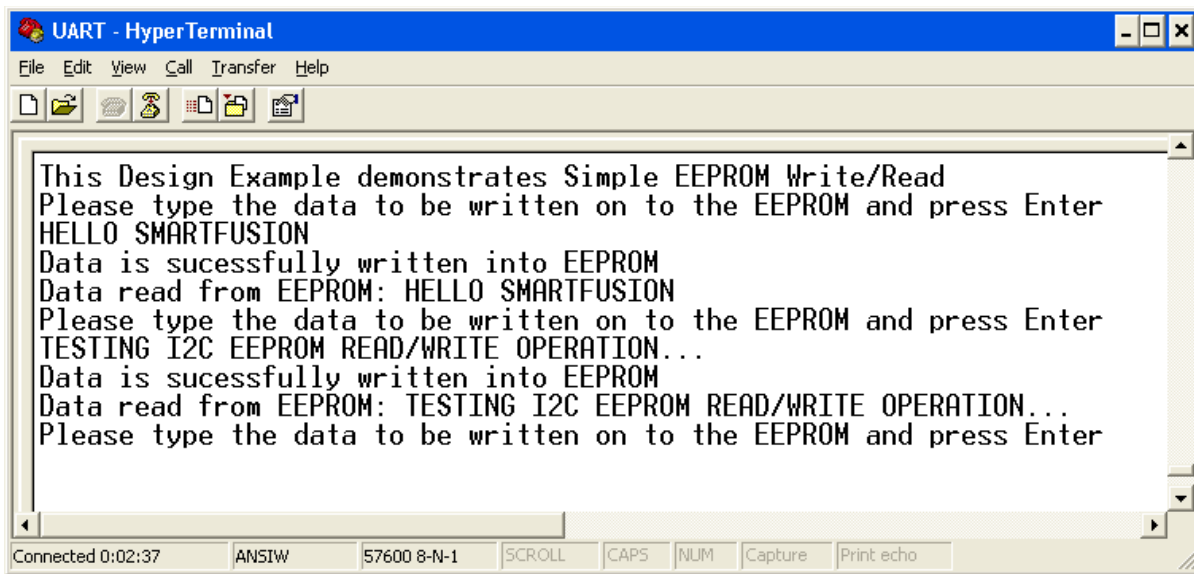 UART - HyperTerminal
File Edit View Call Transfer Help
This Design Example demonstrates Simple EEPROM Write/Read
Please type the data to be written on to the EEPROM and press Enter
HELLO SMARTFUSION
Data is sucessfully written into EEPROM
Data read from EEPROM: HELLO SMARTFUSION
Please type the data to be written on to the EEPROM and press Enter
TESTING I2C EEPROM READ/WRITE OPERATION...
Data is sucessfully written into EEPROM
Data read from EEPROM: TESTING I2C EEPROM READ/WRITE OPERATION...
Please type the data to be written on to the EEPROM and press Enter
Connected 0:02:37 ANSIW 57600 8-N-1 SCROLL CAPS NUM Capture Print echo